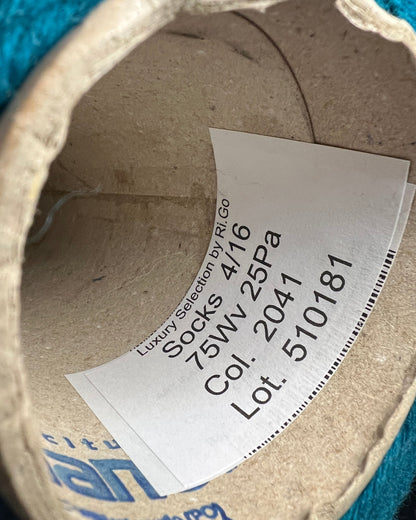 Luxury Selection by Ri.Go
Socks 4/16
75Wv 25Pa
Col. 2041
Lot. 510181